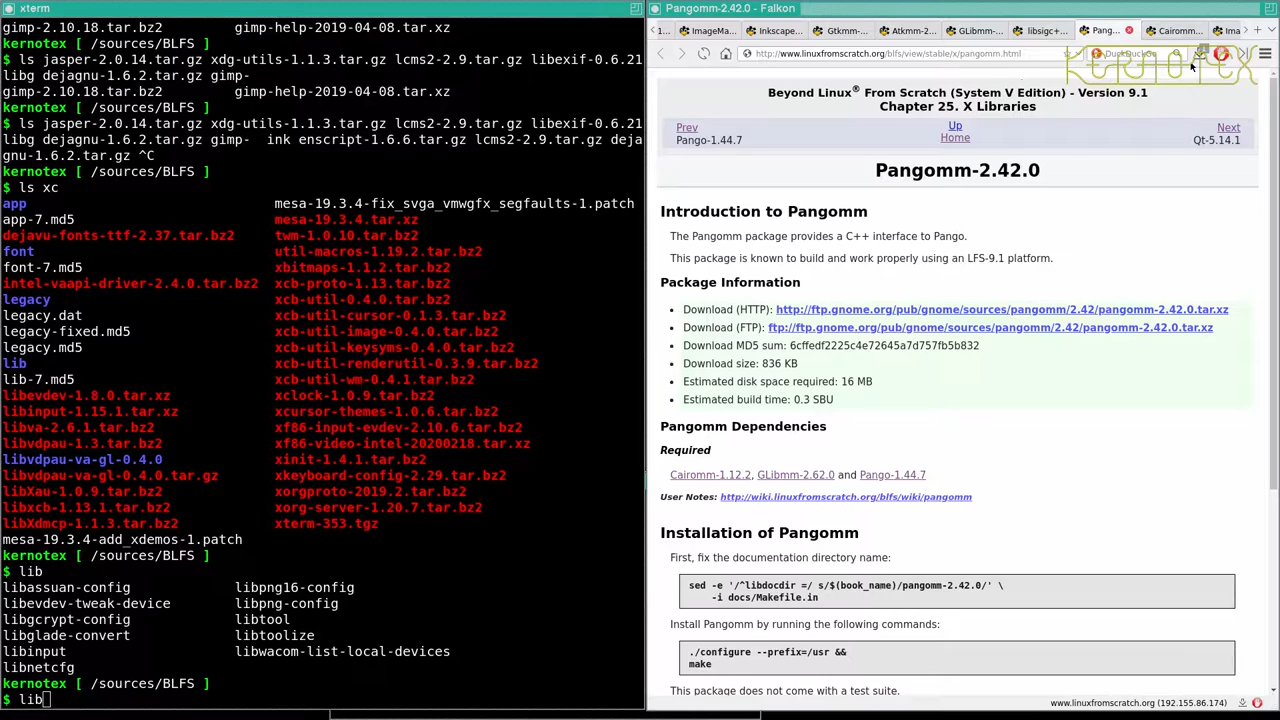 xterm
gimp-2.10.18.tar.bz2 gimp-help-2019-04-08.tar.xz
kernotex [ /sources/BLFS ]
$ ls jasper-2.0.14.tar.gz xdg-utils-1.1.3.tar.gz lcms2-2.9.tar.gz libexif-0.6.21
libg dejagnu-1.6.2.tar.gz gimp-
gimp-2.10.18.tar.bz2 gimp-help-2019-04-08.tar.xz
kernotex [ /sources/BLFS ]
$ ls jasper-2.0.14.tar.gz xdg-utils-1.1.3.tar.gz lcms2-2.9.tar.gz libexif-0.6.21
libg dejagnu-1.6.2.tar.gz gimp- ink enscript-1.6.6.tar.gz lcms2-2.9.tar.gz deja
gnu-1.6.2.tar.gz ^C
kernotex [ /sources/BLFS ]
$ ls xc
app mesa-19.3.4-fix_svga_vmwgfx_segfaults-1.patch
app-7.md5 mesa-19.3.4.tar.xz
dejavu-fonts-ttf-2.37.tar.bz2 twm-1.0.10.tar.bz2
font util-macros-1.19.2.tar.bz2
font-7.md5 xbitmaps-1.1.2.tar.bz2
intel-vaapi-driver-2.4.0.tar.bz2 xcb-proto-1.13.tar.bz2
legacy xcb-util-0.4.0.tar.bz2
legacy.dat xcb-util-cursor-0.1.3.tar.bz2
legacy-fixed.md5 xcb-util-image-0.4.0.tar.bz2
legacy.md5 xcb-util-keysyms-0.4.0.tar.bz2
lib xcb-util-renderutil-0.3.9.tar.bz2
lib-7.md5 xcb-util-wm-0.4.1.tar.bz2
libevdev-1.8.0.tar.xz xclock-1.0.9.tar.bz2
libinput-1.15.1.tar.xz xcursor-themes-1.0.6.tar.bz2
libva-2.6.1.tar.bz2 xf86-input-evdev-2.10.6.tar.bz2
libvdpau-1.3.tar.bz2 xf86-video-intel-20200218.tar.xz
libvdpau-va-gl-0.4.0 xinit-1.4.1.tar.bz2
libvdpau-va-gl-0.4.0.tar.gz xkeyboard-config-2.29.tar.bz2
libXau-1.0.9.tar.bz2 xorgproto-2019.2.tar.bz2
libxcb-1.13.1.tar.bz2 xorg-server-1.20.7.tar.bz2
libXdmcp-1.1.3.tar.bz2 xterm-353.tgz
mesa-19.3.4-add_xdemos-1.patch
kernotex [ /sources/BLFS ]
$ lib
libassuan-config libpng16-config
libevdev-tweak-device libpng-config
libgcrypt-config libtool
libglade-convert libtoolize
libinput libwacom-list-local-devices
libnetcfg
kernotex [ /sources/BLFS ]
$ lib
Pangomm-2.42.0 - Falkon
1... ImageMa Inkscape. Gtkmm-... Atkmm-2... GLibmm-... libsigc+... Pang... Cairomm... Ima
http://www.linuxfromscratch.org/blfs/view/stable/x/pangomm.html
KERNOTEX
Beyond Linux® From Scratch (System V Edition) - Version 9.1
Chapter 25. X Libraries
Prev Up Next
Pango-1.44.7 Home Qt-5.14.1
Pangomm-2.42.0
Introduction to Pangomm
The Pangomm package provides a C++ interface to Pango.
This package is known to build and work properly using an LFS-9.1 platform.
Package Information
• Download (HTTP): http://ftp.gnome.org/pub/gnome/sources/pangomm/2.42/pangomm-2.42.0.tar.xz
• Download (FTP): ftp://ftp.gnome.org/pub/gnome/sources/pangomm/2.42/pangomm-2.42.0.tar.xz
• Download MD5 sum: 6cffedf2225c4e72645a7d757fb5b832
• Download size: 836 KB
• Estimated disk space required: 16 MB
• Estimated build time: 0.3 SBU
Pangomm Dependencies
Required
Cairomm-1.12.2, GLibmm-2.62.0 and Pango-1.44.7
User Notes: http://wiki.linuxfromscratch.org/blfs/wiki/pangomm
Installation of Pangomm
First, fix the documentation directory name:
sed -e '/^libdocdir =/ s/$(book_name)/pangomm-2.42.0/' \
-i docs/Makefile.in
Install Pangomm by running the following commands:
./configure --prefix=/usr &&
make
This package does not come with a test suite.
www.linuxfromscratch.org (192.155.86.174)